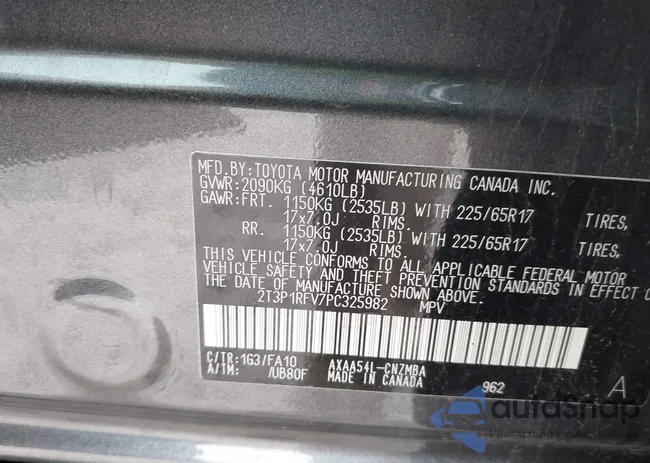 MFD.BY:TOYOTA MOTOR MANUFACTURING CANADA INC.
GVWR:2090KG (4610LB)
GAWR:FRT. 1150KG (2535LB) WITH 225/65R17 TIRES,
17x7.0J RIMS.
RR. 1150KG (2535LB) WITH 225/65R17 TIRES,
17x7.0J RIMS.
THIS VEHICLE CONFORMS TO ALL APPLICABLE FEDERAL MOTOR
VEHICLE SAFETY AND THEFT PREVENTION STANDARDS IN EFFECT
THE DATE OF MANUFACTURE SHOWN ABOVE.
2T3P1RFV7PC325982 MPV
C/TR:1G3/FA10 AXAA54L-CNZMBA
A/TM: /UB80F MADE IN CANADA 962 A
autoSnap